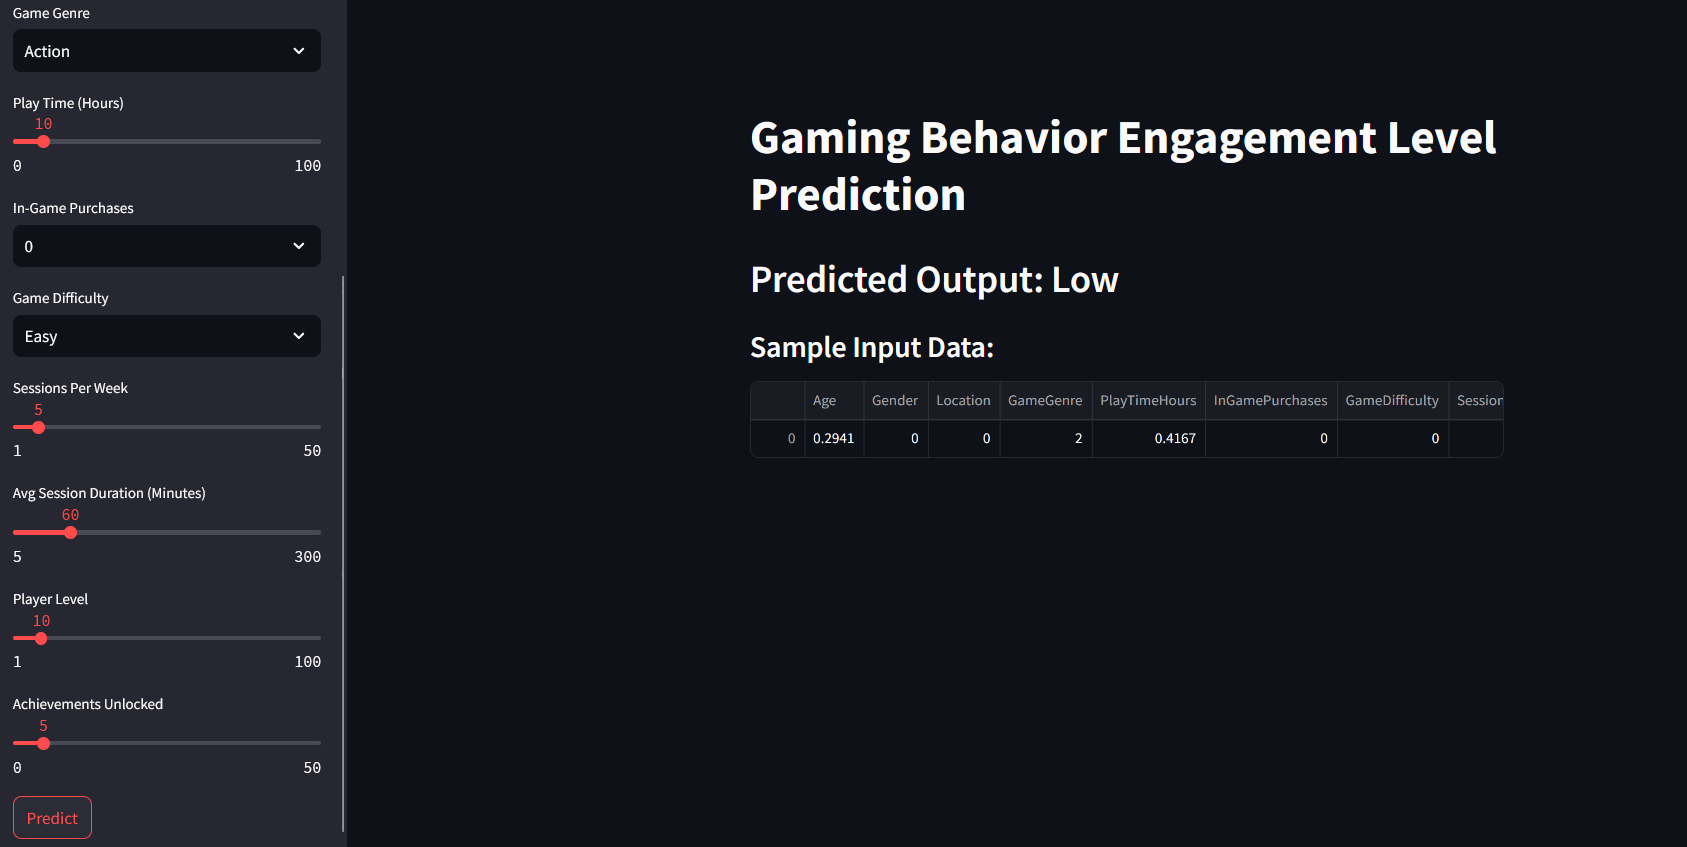 Game Genre
Action
Play Time (Hours)
10
0 100
In-Game Purchases
0
Game Difficulty
Easy
Sessions Per Week
5
1 50
Avg Session Duration (Minutes)
60
5 300
Player Level
10
1 100
Achievements Unlocked
5
0 50
Predict
Gaming Behavior Engagement Level
Prediction
Predicted Output: Low
Sample Input Data:
Age Gender Location GameGenre PlayTimeHours InGamePurchases GameDifficulty Session
0 0.2941 0 0 2 0.4167 0 0